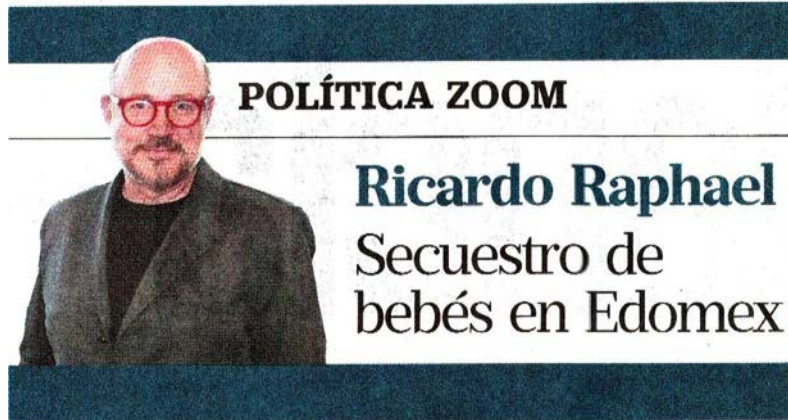 POLÍTICA ZOOM
Ricardo Raphael
Secuestro de
bebés en Edomex